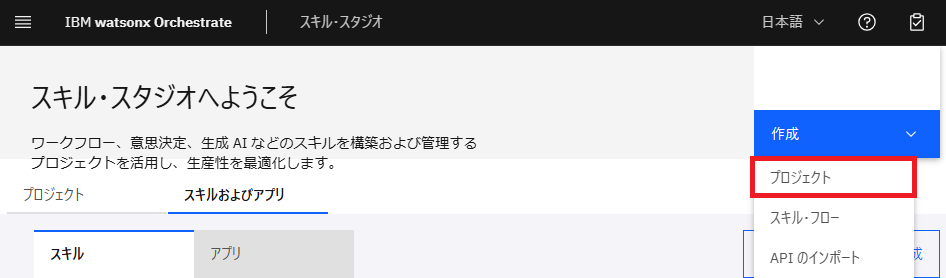 IBM watsonx Orchestrate スキル・スタジオ 日本語
スキル・スタジオへようこそ
ワークフロー、意思決定、生成 AI などのスキルを構築および管理する
プロジェクトを活用し、生産性を最適化します。
作成
プロジェクト
スキル・フロー
API のインポート
プロジェクト スキルおよびアプリ
スキル アプリ
成